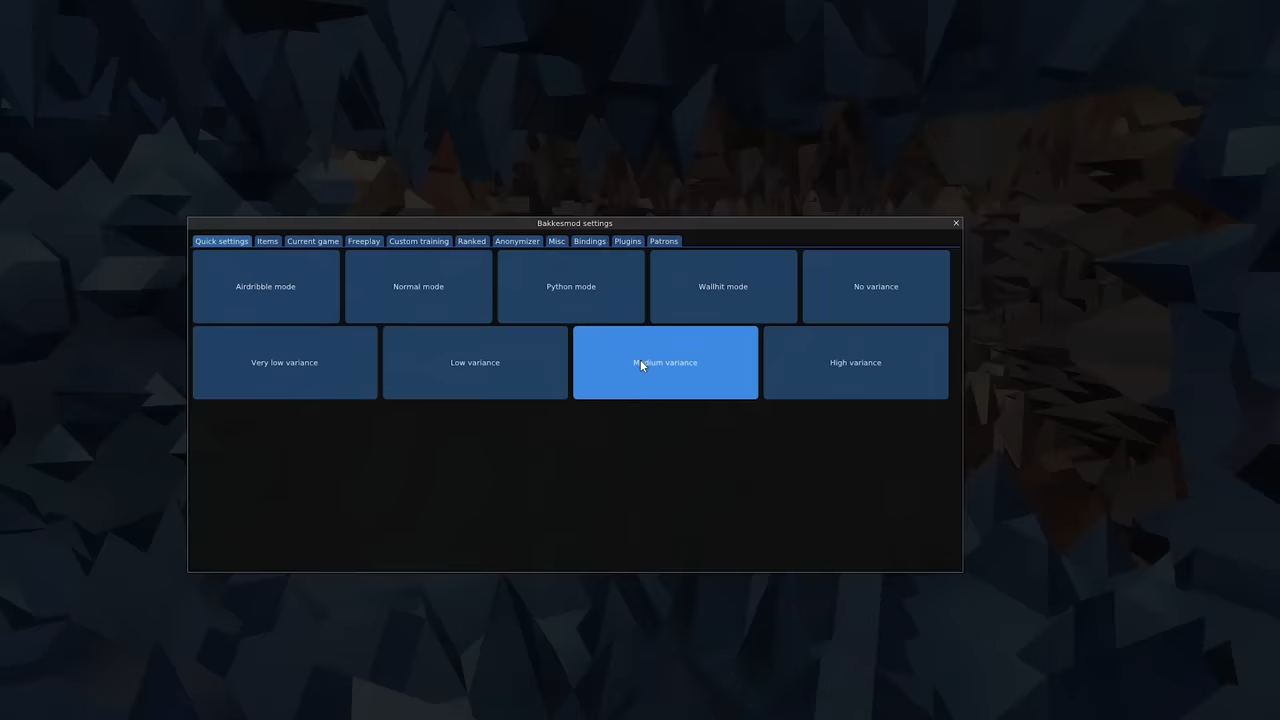 Bakkesmod settings
Quick settings Items Current game Freeplay Custom training Ranked Anonymizer Misc Bindings Plugins Patrons
Airdribble mode Normal mode Python mode Wallhit mode No variance
Very low variance Low variance Medium variance High variance